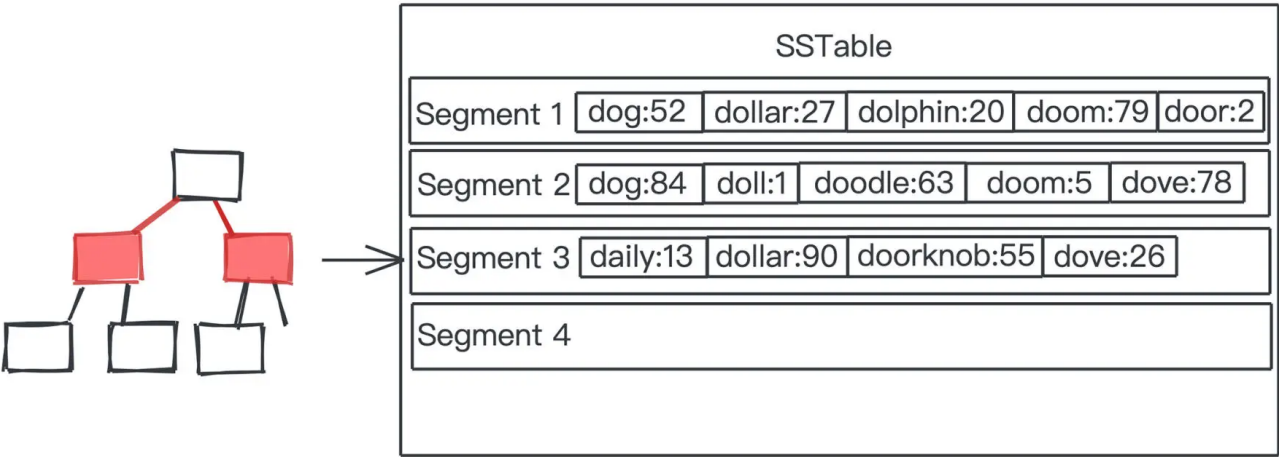 SSTable
Segment 1 dog:52 dollar:27 dolphin:20 doom:79 door:2
Segment 2 dog:84 doll:1 doodle:63 doom:5 dove:78
Segment 3 daily:13 dollar:90 doorknob:55 dove:26
Segment 4